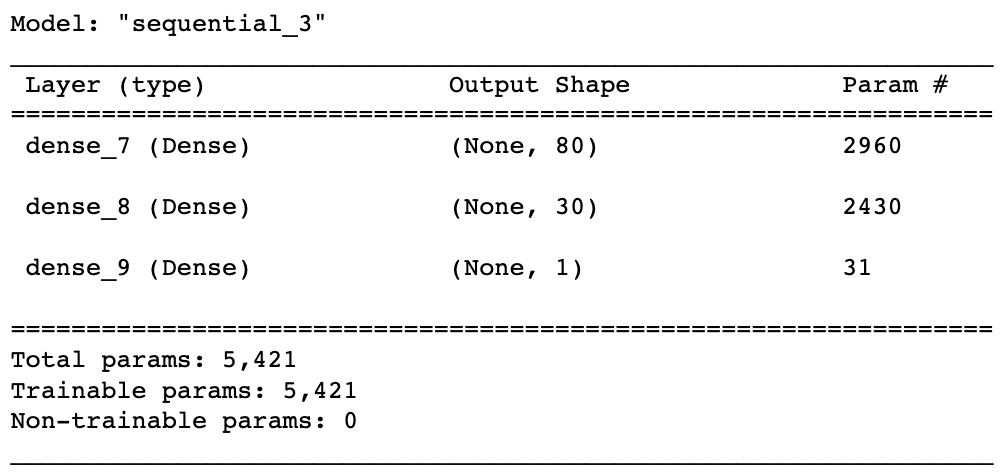 Model: "sequential_3"
Layer (type) Output Shape Param #
=================================================================
dense_7 (Dense) (None, 80) 2960
dense_8 (Dense) (None, 30) 2430
dense_9 (Dense) (None, 1) 31
=================================================================
Total params: 5,421
Trainable params: 5,421
Non-trainable params: 0